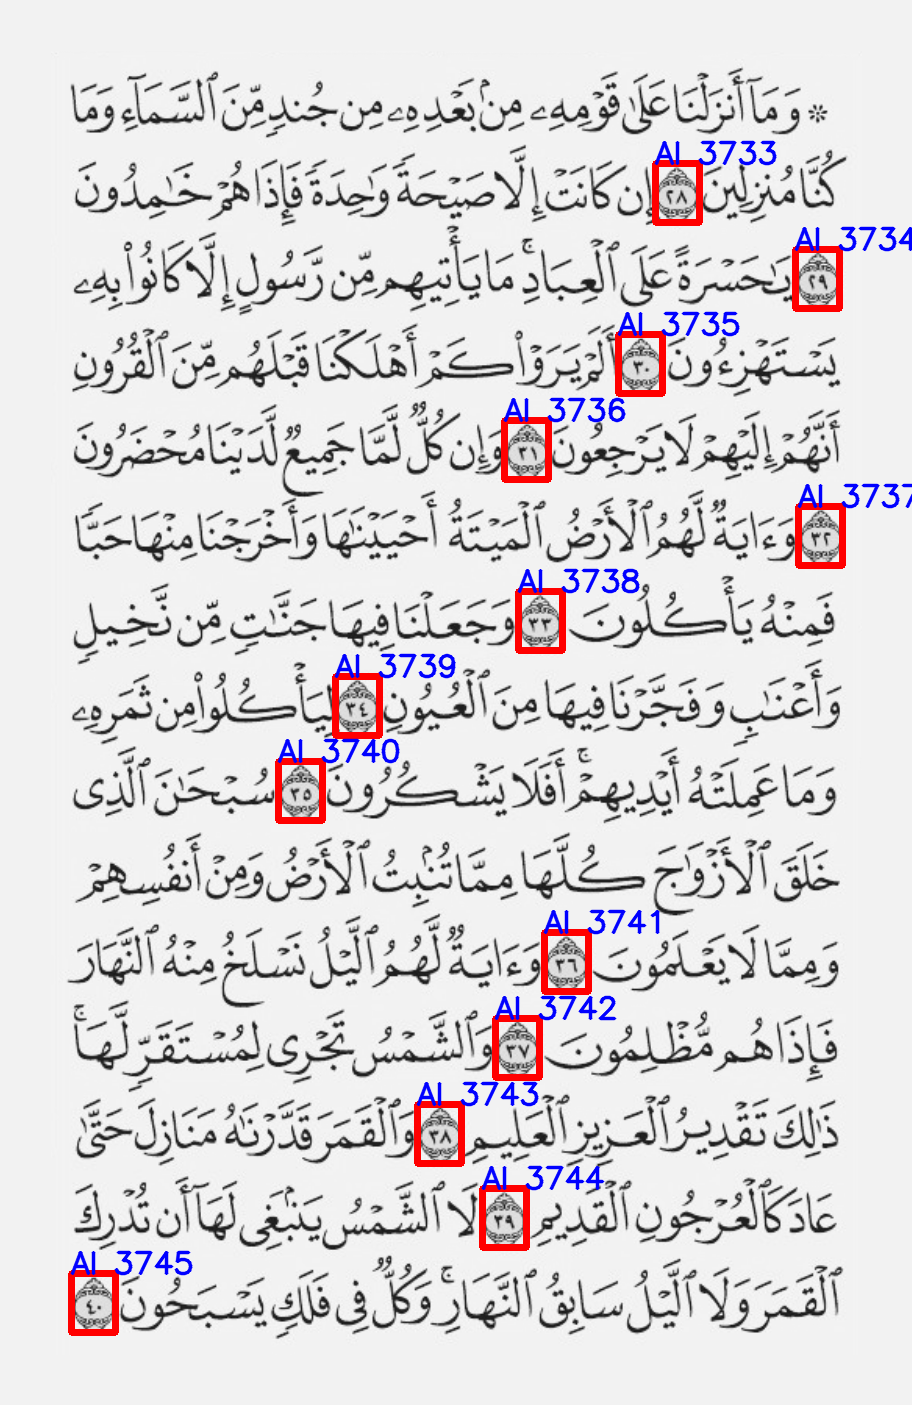 ۞ وَمَآ أَنزَلْنَا عَلَىٰ قَوْمِهِۦ مِنۢ بَعْدِهِۦ مِن جُندٍ مِّنَ ٱلسَّمَآءِ وَمَا
AI_3733
كُنَّا مُنزِلِينَ ٢٨ إِن كَانَتْ إِلَّا صَيْحَةً وَٰحِدَةً فَإِذَا هُمْ خَٰمِدُونَ
AI_3734
٢٩ يَٰحَسْرَةً عَلَى ٱلْعِبَادِ ۚ مَا يَأْتِيهِم مِّن رَّسُولٍ إِلَّا كَانُوا۟ بِهِۦ
AI_3735
يَسْتَهْزِءُونَ ٣٠ أَلَمْ يَرَوْا۟ كَمْ أَهْلَكْنَا قَبْلَهُم مِّنَ ٱلْقُرُونِ
AI_3736
أَنَّهُمْ إِلَيْهِمْ لَا يَرْجِعُونَ ٣١ وَإِن كُلٌّ لَّمَّا جَمِيعٌ لَّدَيْنَا مُحْضَرُونَ
AI_3737
٣٢ وَءَايَةٌ لَّهُمُ ٱلْأَرْضُ ٱلْمَيْتَةُ أَحْيَيْنَٰهَا وَأَخْرَجْنَا مِنْهَا حَبًّا
AI_3738
فَمِنْهُ يَأْكُلُونَ ٣٣ وَجَعَلْنَا فِيهَا جَنَّٰتٍ مِّن نَّخِيلٍ
AI_3739
وَأَعْنَٰبٍ وَفَجَّرْنَا فِيهَا مِنَ ٱلْعُيُونِ ٣٤ لِيَأْكُلُوا۟ مِن ثَمَرِهِۦ
AI_3740
وَمَا عَمِلَتْهُ أَيْدِيهِمْ ۖ أَفَلَا يَشْكُرُونَ ٣٥ سُبْحَٰنَ ٱلَّذِى
خَلَقَ ٱلْأَزْوَٰجَ كُلَّهَا مِمَّا تُنۢبِتُ ٱلْأَرْضُ وَمِنْ أَنفُسِهِمْ
AI_3741
وَمِمَّا لَا يَعْلَمُونَ ٣٦ وَءَايَةٌ لَّهُمُ ٱلَّيْلُ نَسْلَخُ مِنْهُ ٱلنَّهَارَ
AI_3742
فَإِذَا هُم مُّظْلِمُونَ ٣٧ وَٱلشَّمْسُ تَجْرِى لِمُسْتَقَرٍّ لَّهَا ۚ
AI_3743
ذَٰلِكَ تَقْدِيرُ ٱلْعَزِيزِ ٱلْعَلِيمِ ٣٨ وَٱلْقَمَرَ قَدَّرْنَٰهُ مَنَازِلَ حَتَّىٰ
AI_3744
عَادَ كَٱلْعُرْجُونِ ٱلْقَدِيمِ ٣٩ لَا ٱلشَّمْسُ يَنۢبَغِى لَهَآ أَن تُدْرِكَ
AI_3745
ٱلْقَمَرَ وَلَا ٱلَّيْلُ سَابِقُ ٱلنَّهَارِ ۚ وَكُلٌّ فِى فَلَكٍ يَسْبَحُونَ ٤٠